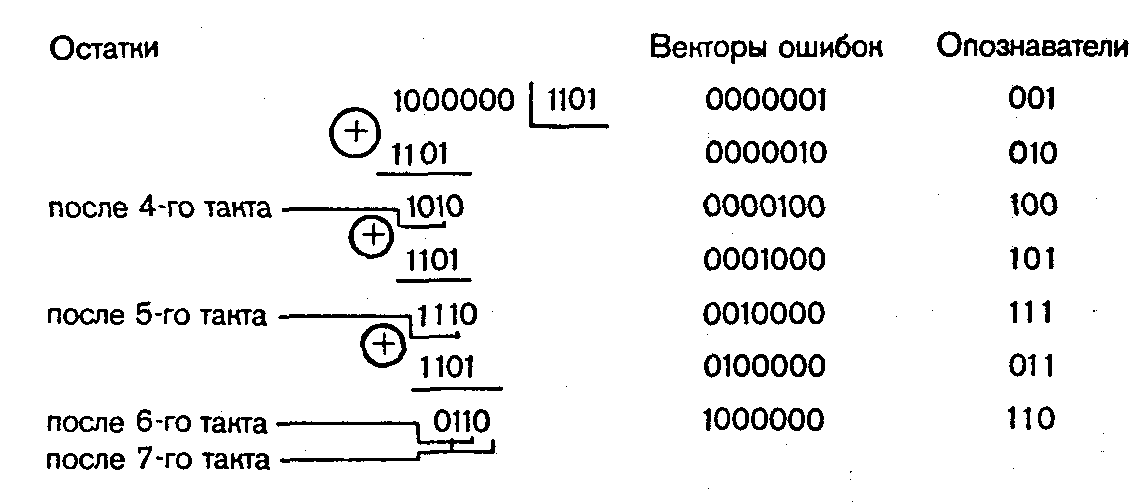 Остатки Векторы ошибок Опознаватели
1000000 1101 0000001 001
+
1101 0000010 010
после 4-го такта 1010 0000100 100
+
1101 0001000 101
после 5-го такта 1110 0010000 111
+
1101 0100000 011
после 6-го такта 0110 1000000 110
после 7-го такта